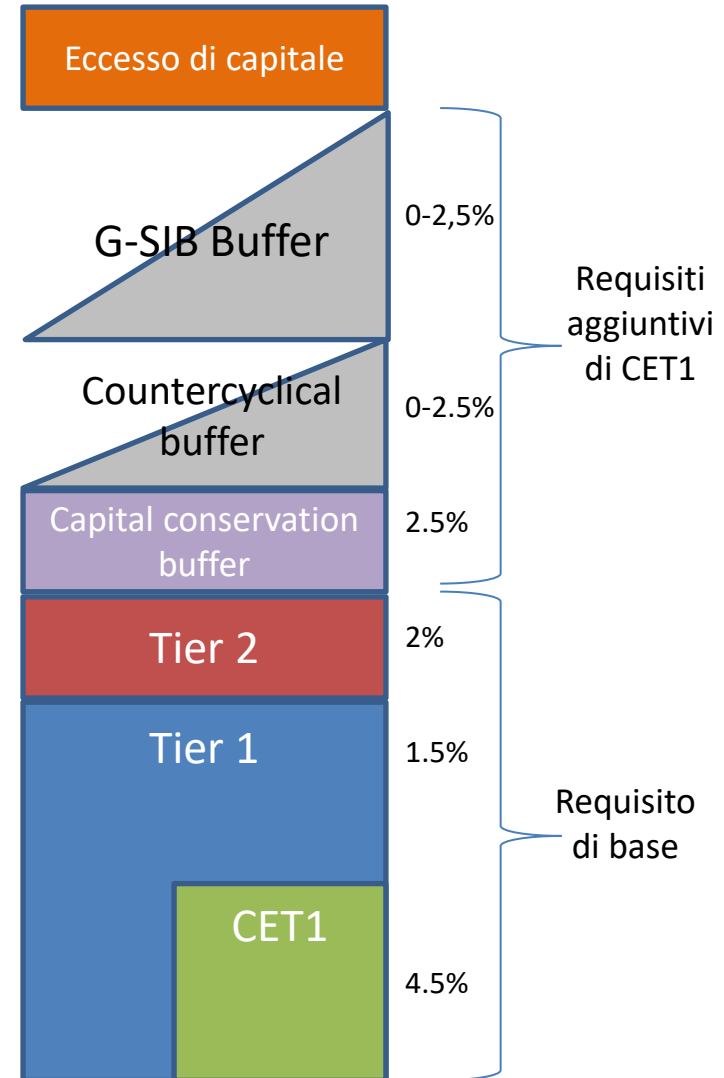 Eccesso di capitale
G-SIB Buffer
0-2,5%
Requisiti
aggiuntivi
di CET1
Countercyclical
buffer
0-2.5%
Capital conservation
buffer
2.5%
Tier 2
2%
Tier 1
1.5%
Requisito
di base
CET1
4.5%